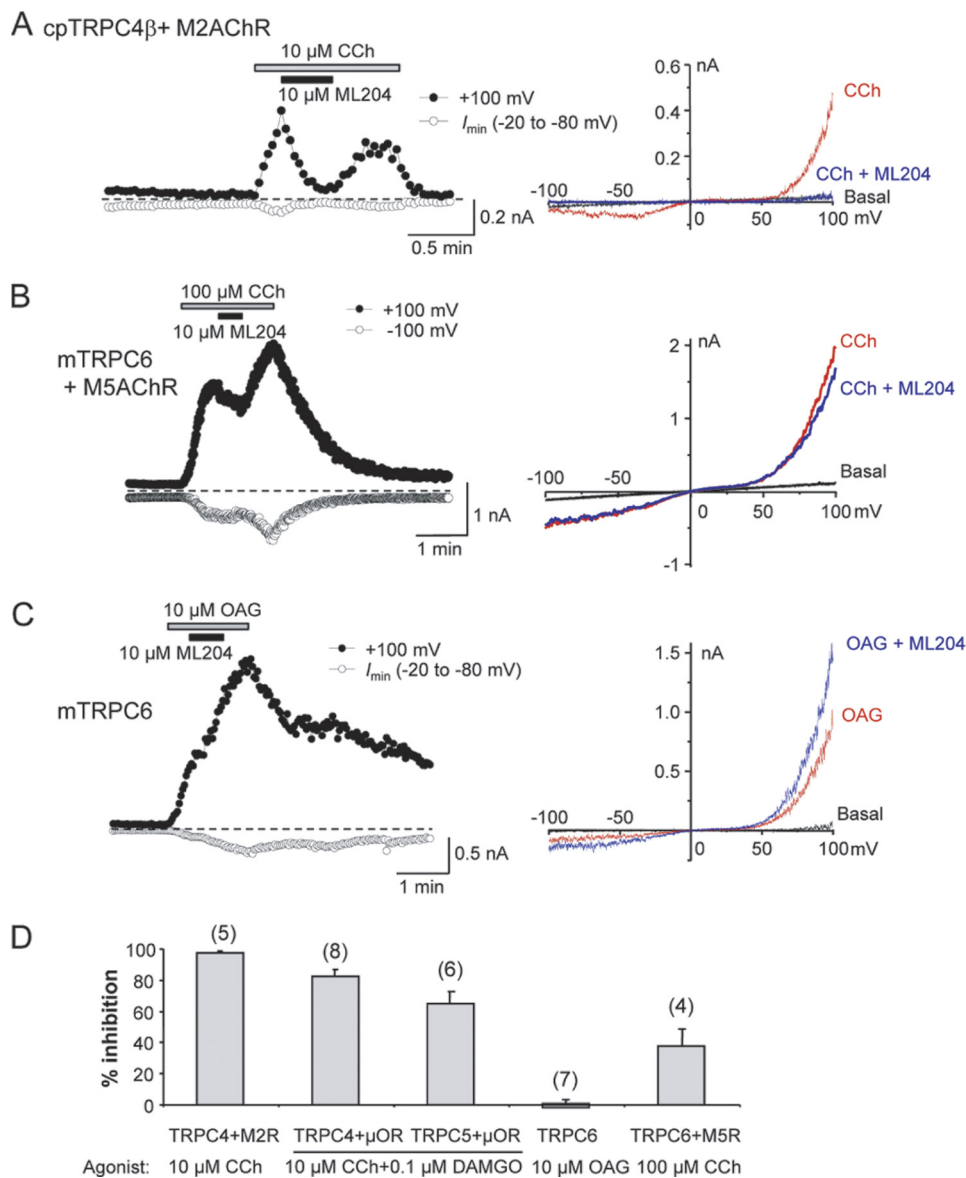 A cpTRPC4β+ M2AChR
10 µM CCh
10 µM ML204
+100 mV
Imin (-20 to -80 mV)
0.2 nA
0.5 min
0.6
nA
CCh
0.4
0.2
CCh + ML204
-100
-50
Basal
0
50
100
mV
B
100 µM CCh
10 µM ML204
+100 mV
-100 mV
mTRPC6
+ M5AChR
1 nA
1 min
2
nA
CCh
CCh + ML204
1
Basal
-100
-50
0
50
100 mV
-1
C
10 µM OAG
10 µM ML204
+100 mV
Imin (-20 to -80 mV)
mTRPC6
0.5 nA
1 min
1.5
nA
OAG + ML204
1.0
OAG
0.5
Basal
-100
-50
0
50
100 mV
D
% inhibition
100
80
60
40
20
0
(5)
(8)
(6)
(7)
(4)
TRPC4+M2R TRPC4+µOR TRPC5+µOR TRPC6 TRPC6+M5R
Agonist: 10 µM CCh 10 µM CCh+0.1 µM DAMGO 10 µM OAG 100 µM CCh